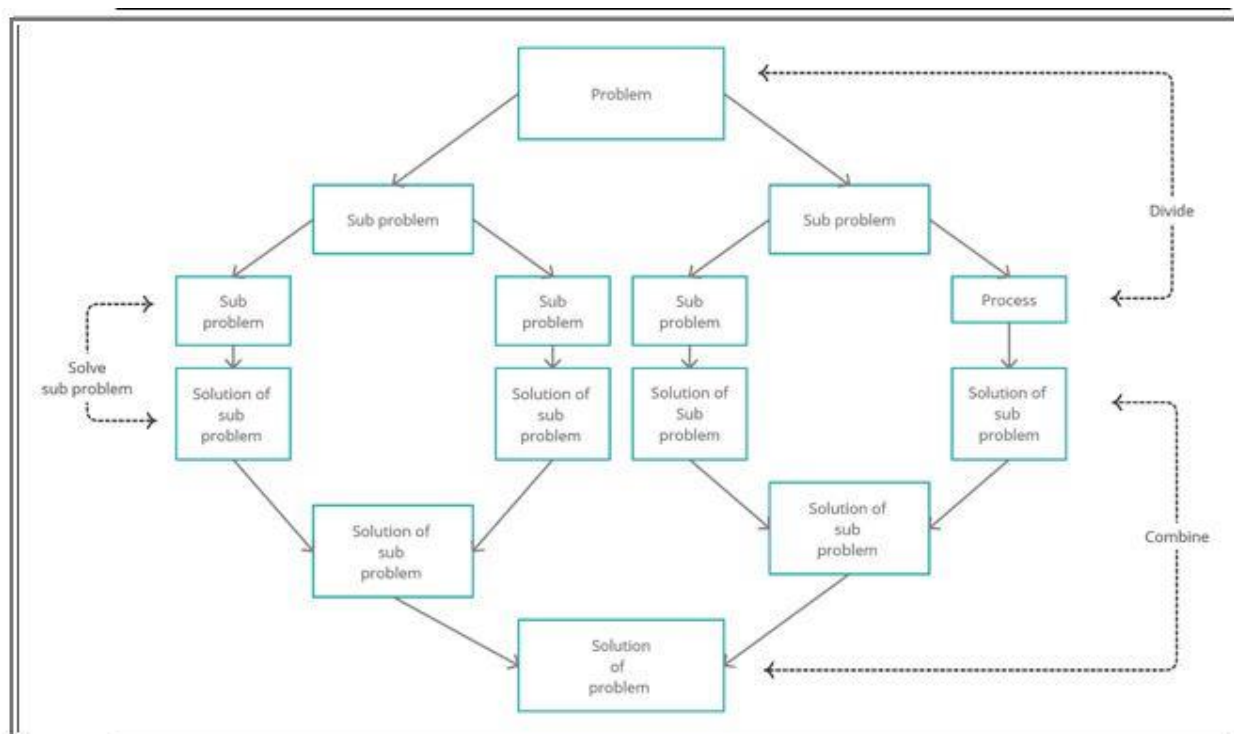 Problem
Sub problem
Sub problem
Divide
Sub
problem
Sub
problem
Sub
problem
Process
Solve
sub problem
Solution of
sub
problem
Solution of
sub
problem
Solution of
Sub
problem
Solution of
sub
problem
Solution of
sub
problem
Solution of
sub
problem
Combine
Solution
of
problem